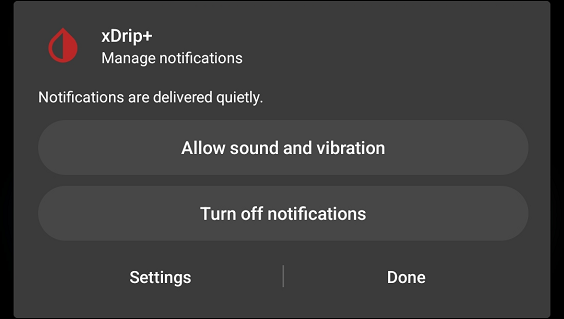 xDrip+
Manage notifications
Notifications are delivered quietly.
Allow sound and vibration
Turn off notifications
Settings
Done